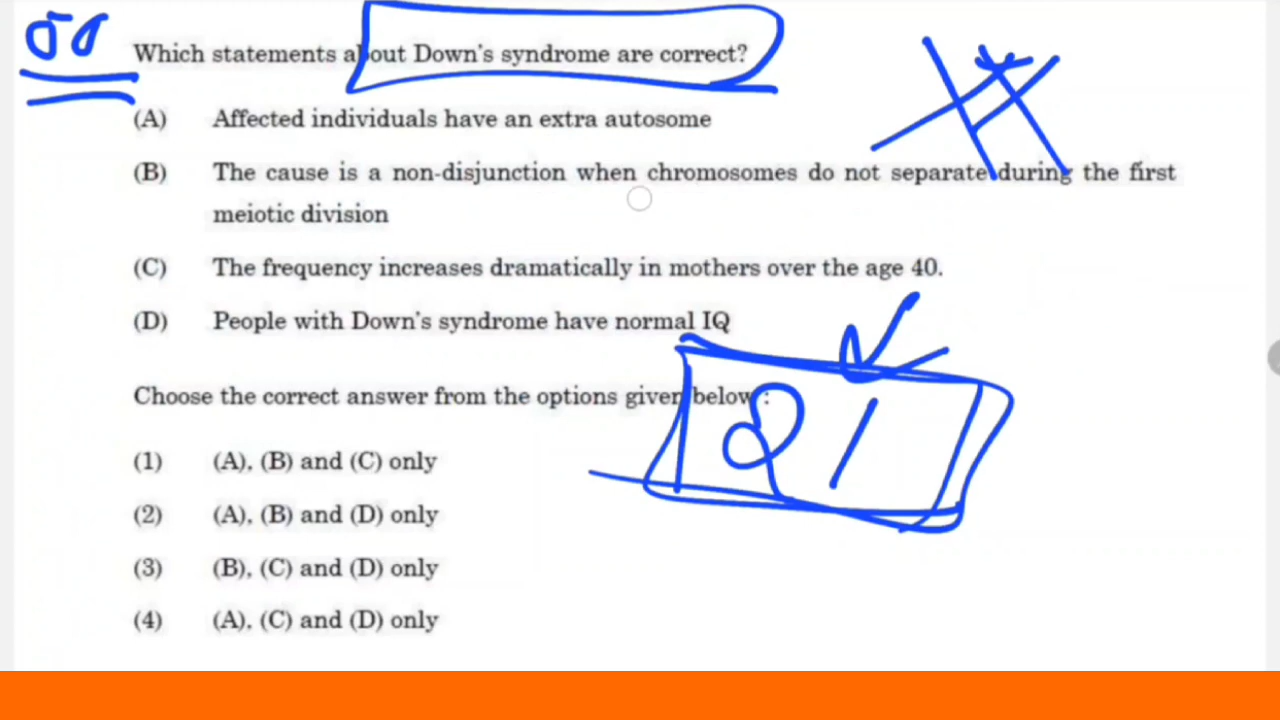 Which statements about Down's syndrome are correct?
(A) Affected individuals have an extra autosome
(B) The cause is a non-disjunction when chromosomes do not separate during the first
meiotic division
(C) The frequency increases dramatically in mothers over the age 40.
(D) People with Down's syndrome have normal IQ
Choose the correct answer from the options given below :
21
(1) (A), (B) and (C) only
(2) (A), (B) and (D) only
(3) (B), (C) and (D) only
(4) (A), (C) and (D) only